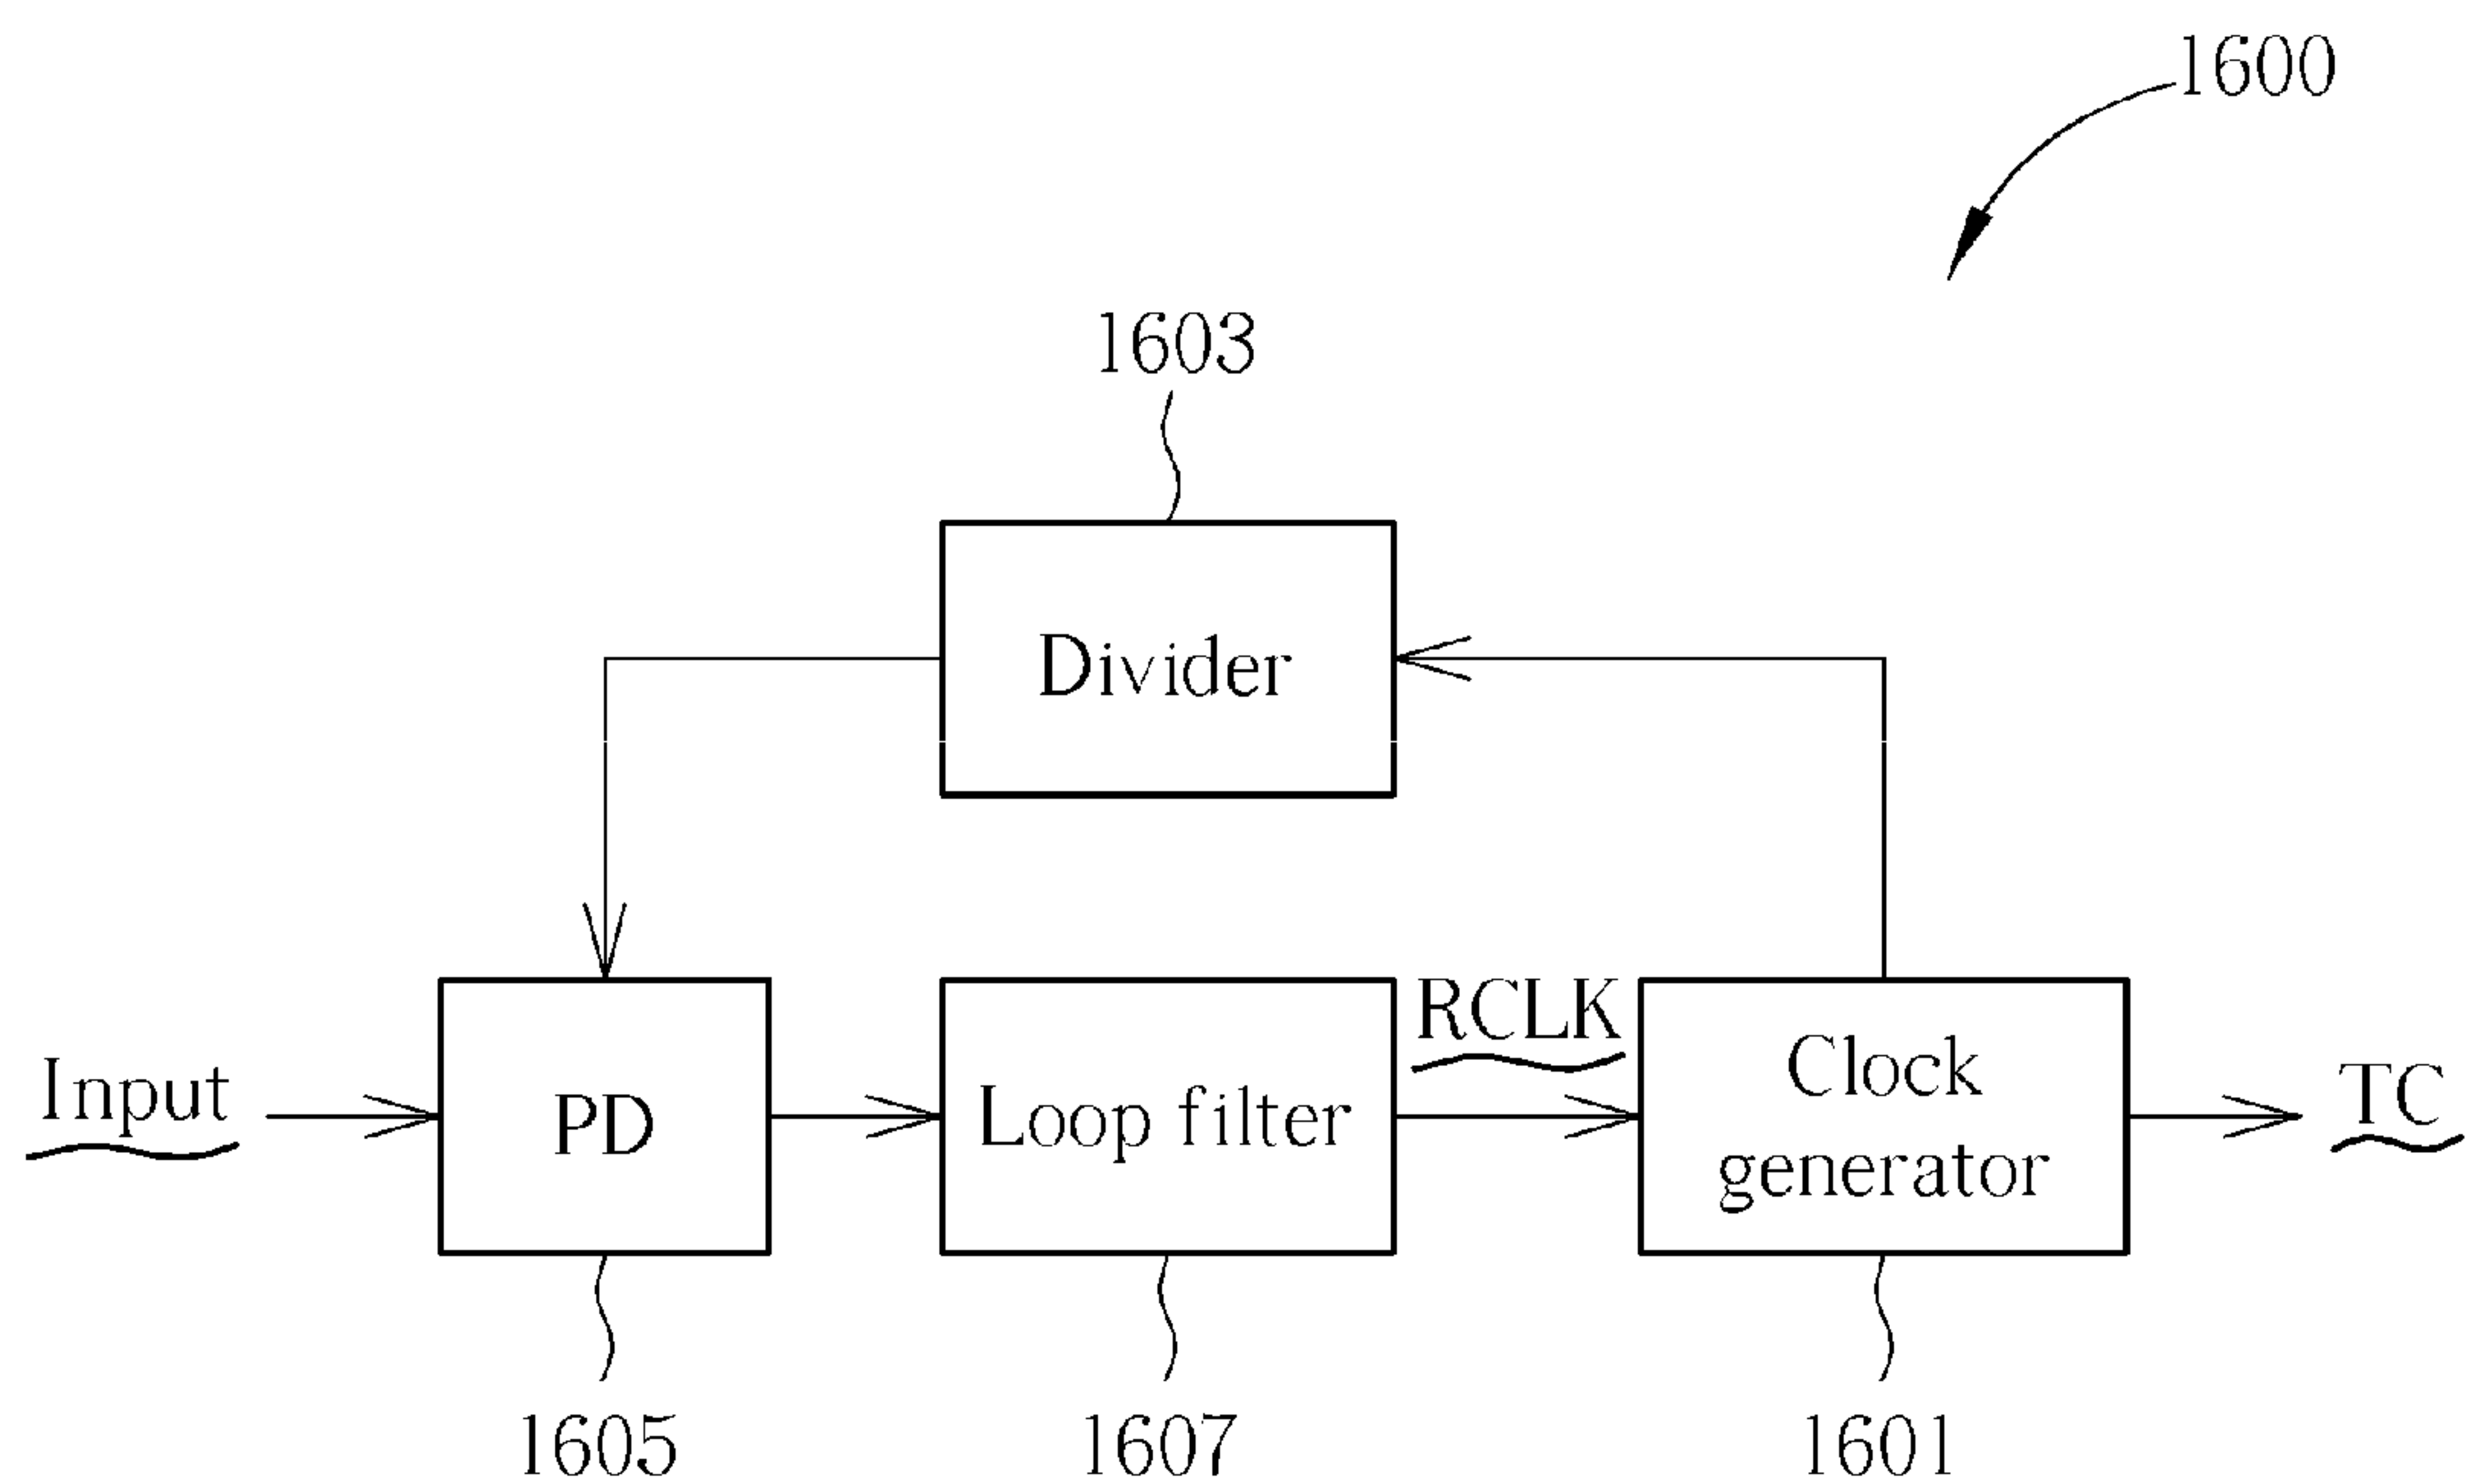 1600
1603
Divider
RCLK
Input
PD
Loop filter
Clock
generator
TC
1605
1607
1601